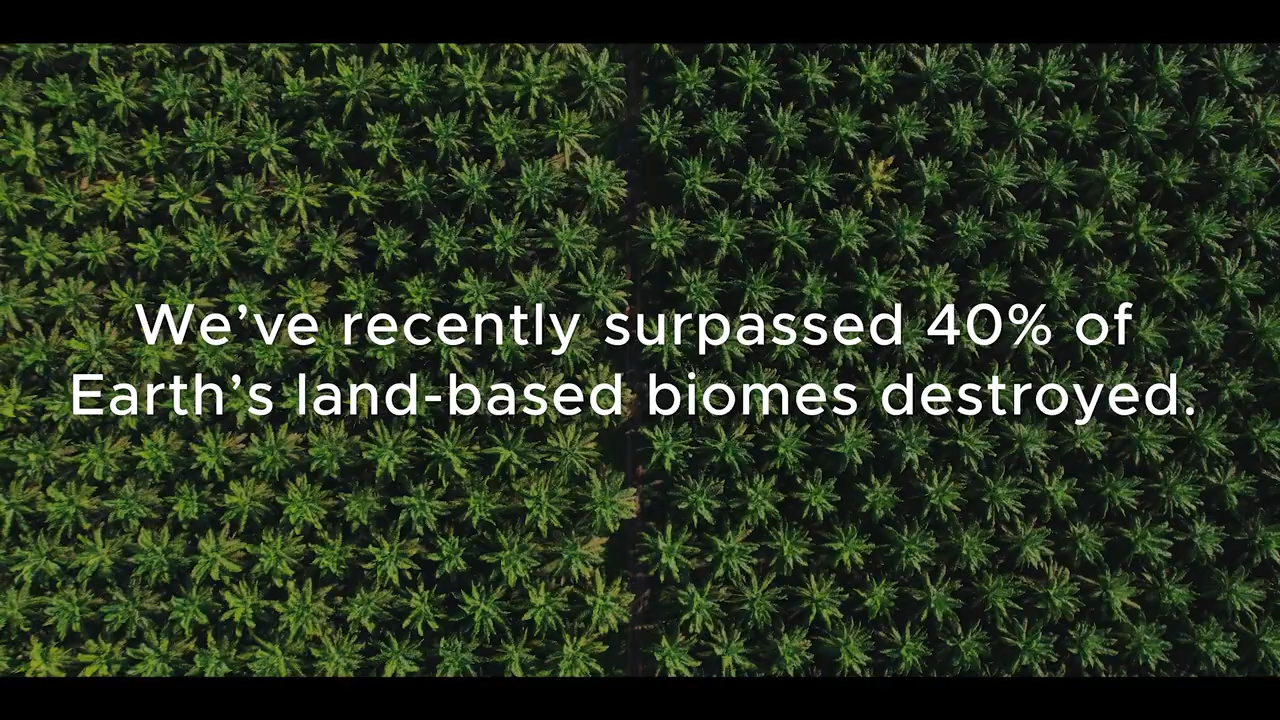 We’ve recently surpassed 40% of
Earth’s land-based biomes destroyed.